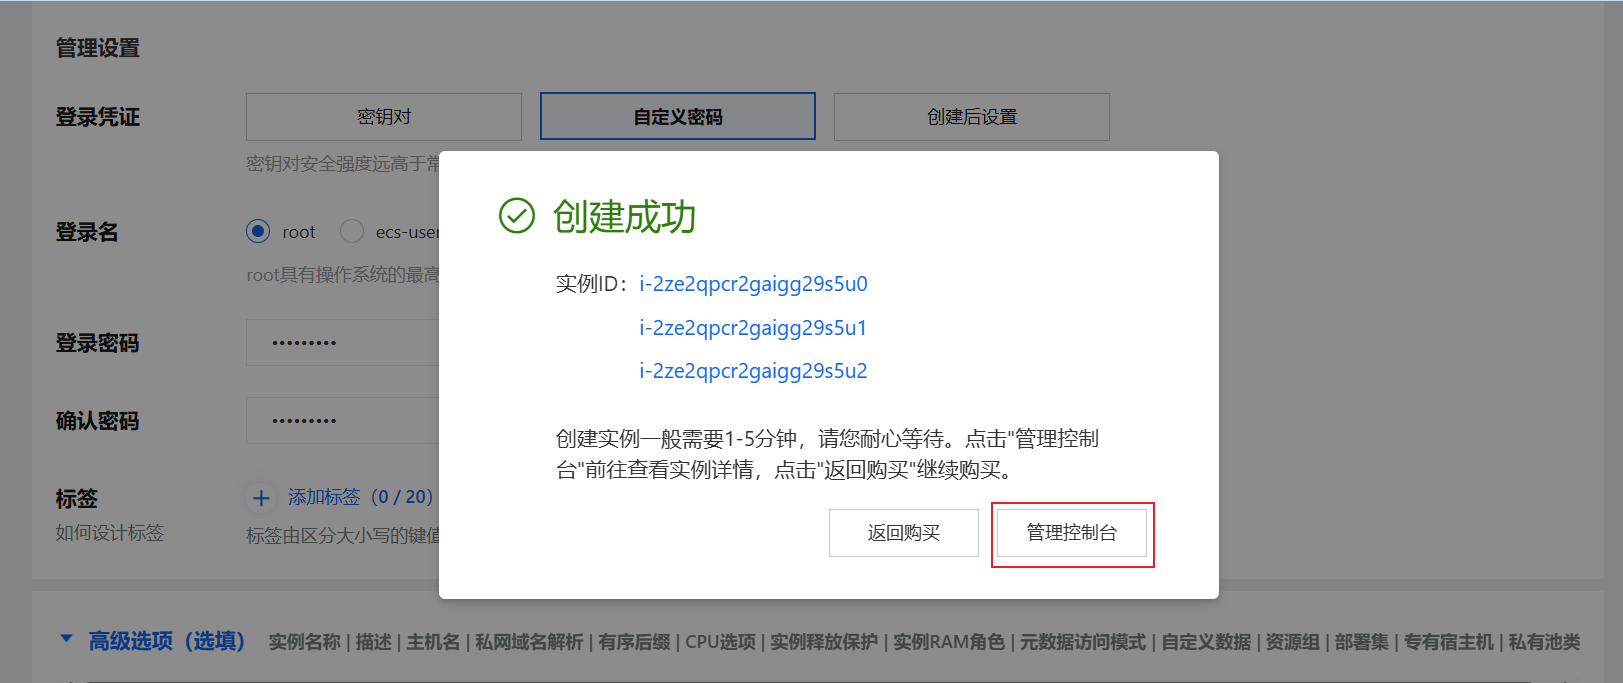 管理设置
登录凭证
密钥对
自定义密码
创建后设置
密钥对安全强度远高于常
登录名
root
ecs-user
root具有操作系统的最高
登录密码
确认密码
标签
添加标签（0 / 20）
如何设计标签
标签由区分大小写的键值
创建成功
实例ID：
i-2ze2qpcr2gaigg29s5u0
i-2ze2qpcr2gaigg29s5u1
i-2ze2qpcr2gaigg29s5u2
创建实例一般需要1-5分钟，请您耐心等待。点击"管理控制
台"前往查看实例详情，点击"返回购买"继续购买。
返回购买
管理控制台
高级选项（选填） 实例名称 | 描述 | 主机名 | 私网域名解析 | 有序后缀 | CPU选项 | 实例释放保护 | 实例RAM角色 | 元数据访问模式 | 自定义数据 | 资源组 | 部署集 | 专有宿主机 | 私有池类